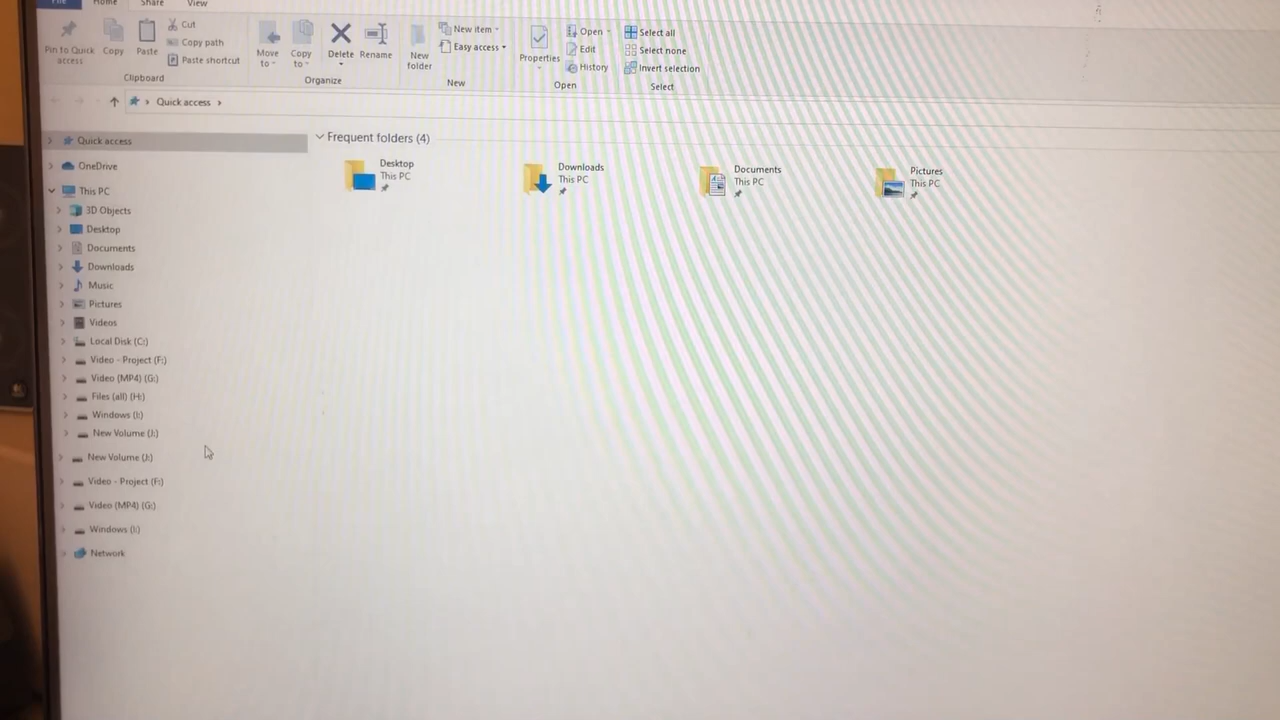 File Home Share View
Pin to Quick access
Copy
Paste
Cut
Copy path
Paste shortcut
Clipboard
Move to
Copy to
Delete
Rename
Organize
New folder
New item
Easy access
New
Properties
Open
Edit
History
Open
Select all
Select none
Invert selection
Select
Quick access
Quick access
OneDrive
This PC
3D Objects
Desktop
Documents
Downloads
Music
Pictures
Videos
Local Disk (C:)
Video - Project (F:)
Video (MP4) (G:)
Files (all) (H:)
Windows (I:)
New Volume (J:)
New Volume (J:)
Video - Project (F:)
Video (MP4) (G:)
Windows (I:)
Network
Frequent folders (4)
Desktop
This PC
Downloads
This PC
Documents
This PC
Pictures
This PC